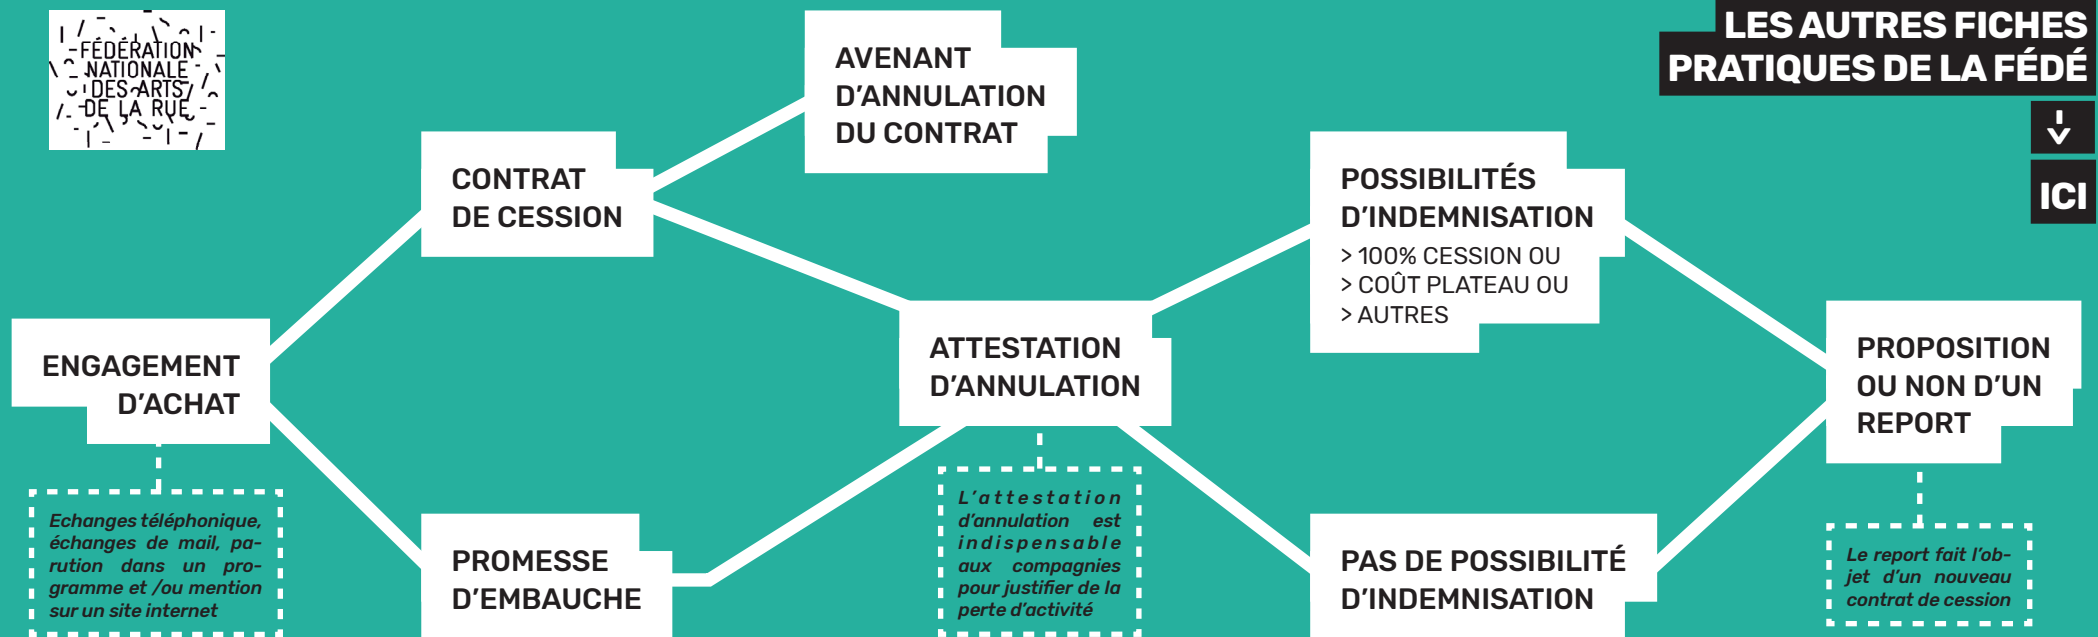 FÉDÉRATION
NATIONALE
DES ARTS
DE LA RUE
LES AUTRES FICHES
PRATIQUES DE LA FÉDÉ
ICI
AVENANT
D'ANNULATION
DU CONTRAT
CONTRAT
DE CESSION
POSSIBILITÉS
D'INDEMNISATION
> 100% CESSION OU
> COÛT PLATEAU OU
> AUTRES
ENGAGEMENT
D'ACHAT
ATTESTATION
D'ANNULATION
PROPOSITION
OU NON D'UN
REPORT
Echanges téléphonique,
échanges de mail, pa-
rution dans un pro-
gramme et /ou mention
sur un site internet
PROMESSE
D'EMBAUCHE
L'attestation
d'annulation est
indispensable
aux compagnies
pour justifier de la
perte d'activité
PAS DE POSSIBILITÉ
D'INDEMNISATION
Le report fait l'ob-
jet d'un nouveau
contrat de cession